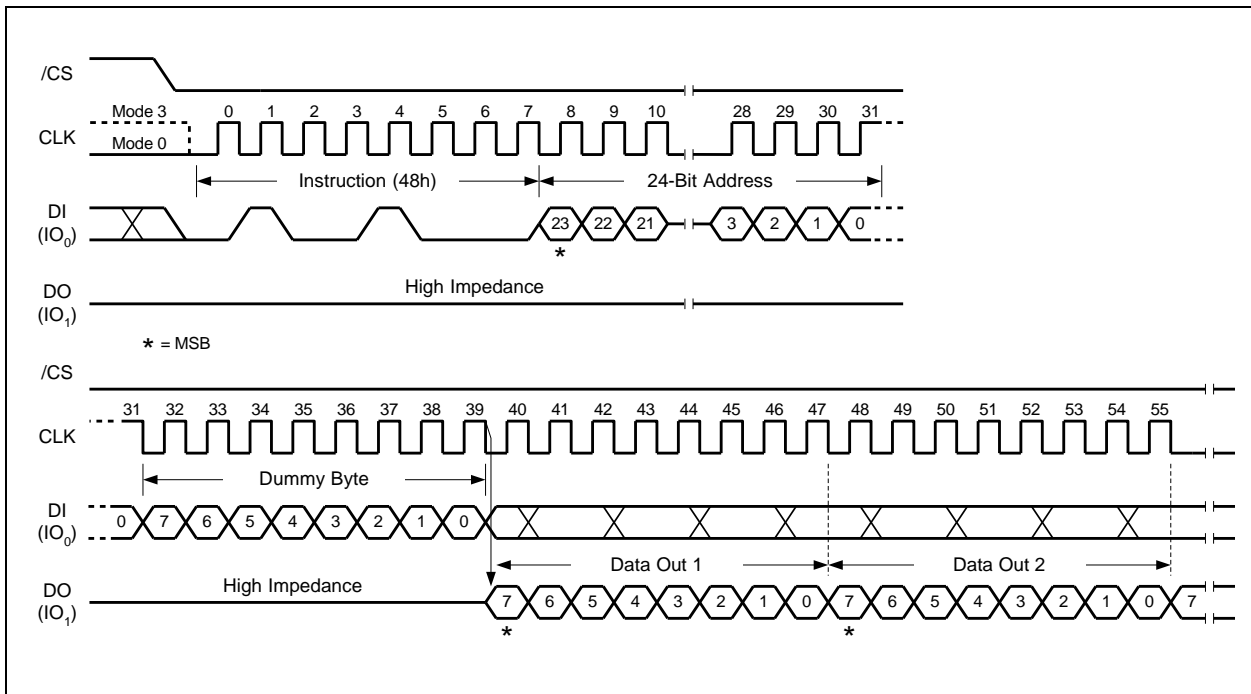 /CS
Mode 3 0 1 2 3 4 5 6 7 8 9 10 28 29 30 31
CLK
Mode 0
Instruction (48h) 24-Bit Address
DI
(IO0) 23 22 21 3 2 1 0
*
High Impedance
DO
(IO1)
* = MSB
/CS
31 32 33 34 35 36 37 38 39 40 41 42 43 44 45 46 47 48 49 50 51 52 53 54 55
CLK
Dummy Byte
DI
(IO0) 0 7 6 5 4 3 2 1 0
Data Out 1 Data Out 2
High Impedance
DO
(IO1) 7 6 5 4 3 2 1 0 7 6 5 4 3 2 1 0 7
* *